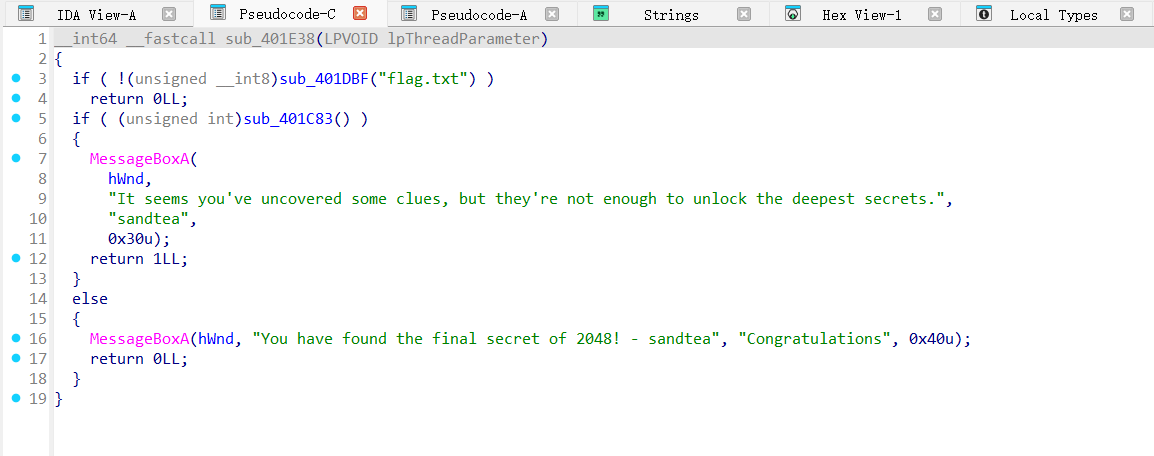 IDA View-A Pseudocode-C Pseudocode-A Strings Hex View-1 Local Types
1 __int64 __fastcall sub_401E38(LPVOID lpThreadParameter)
2 {
3 if ( !(unsigned __int8)sub_401DBF("flag.txt") )
4 return 0LL;
5 if ( (unsigned int)sub_401C83() )
6 {
7 MessageBoxA(
8 hWnd,
9 "It seems you've uncovered some clues, but they're not enough to unlock the deepest secrets.",
10 "sandtea",
11 0x30u);
12 return 1LL;
13 }
14 else
15 {
16 MessageBoxA(hWnd, "You have found the final secret of 2048! - sandtea", "Congratulations", 0x40u);
17 return 0LL;
18 }
19 }